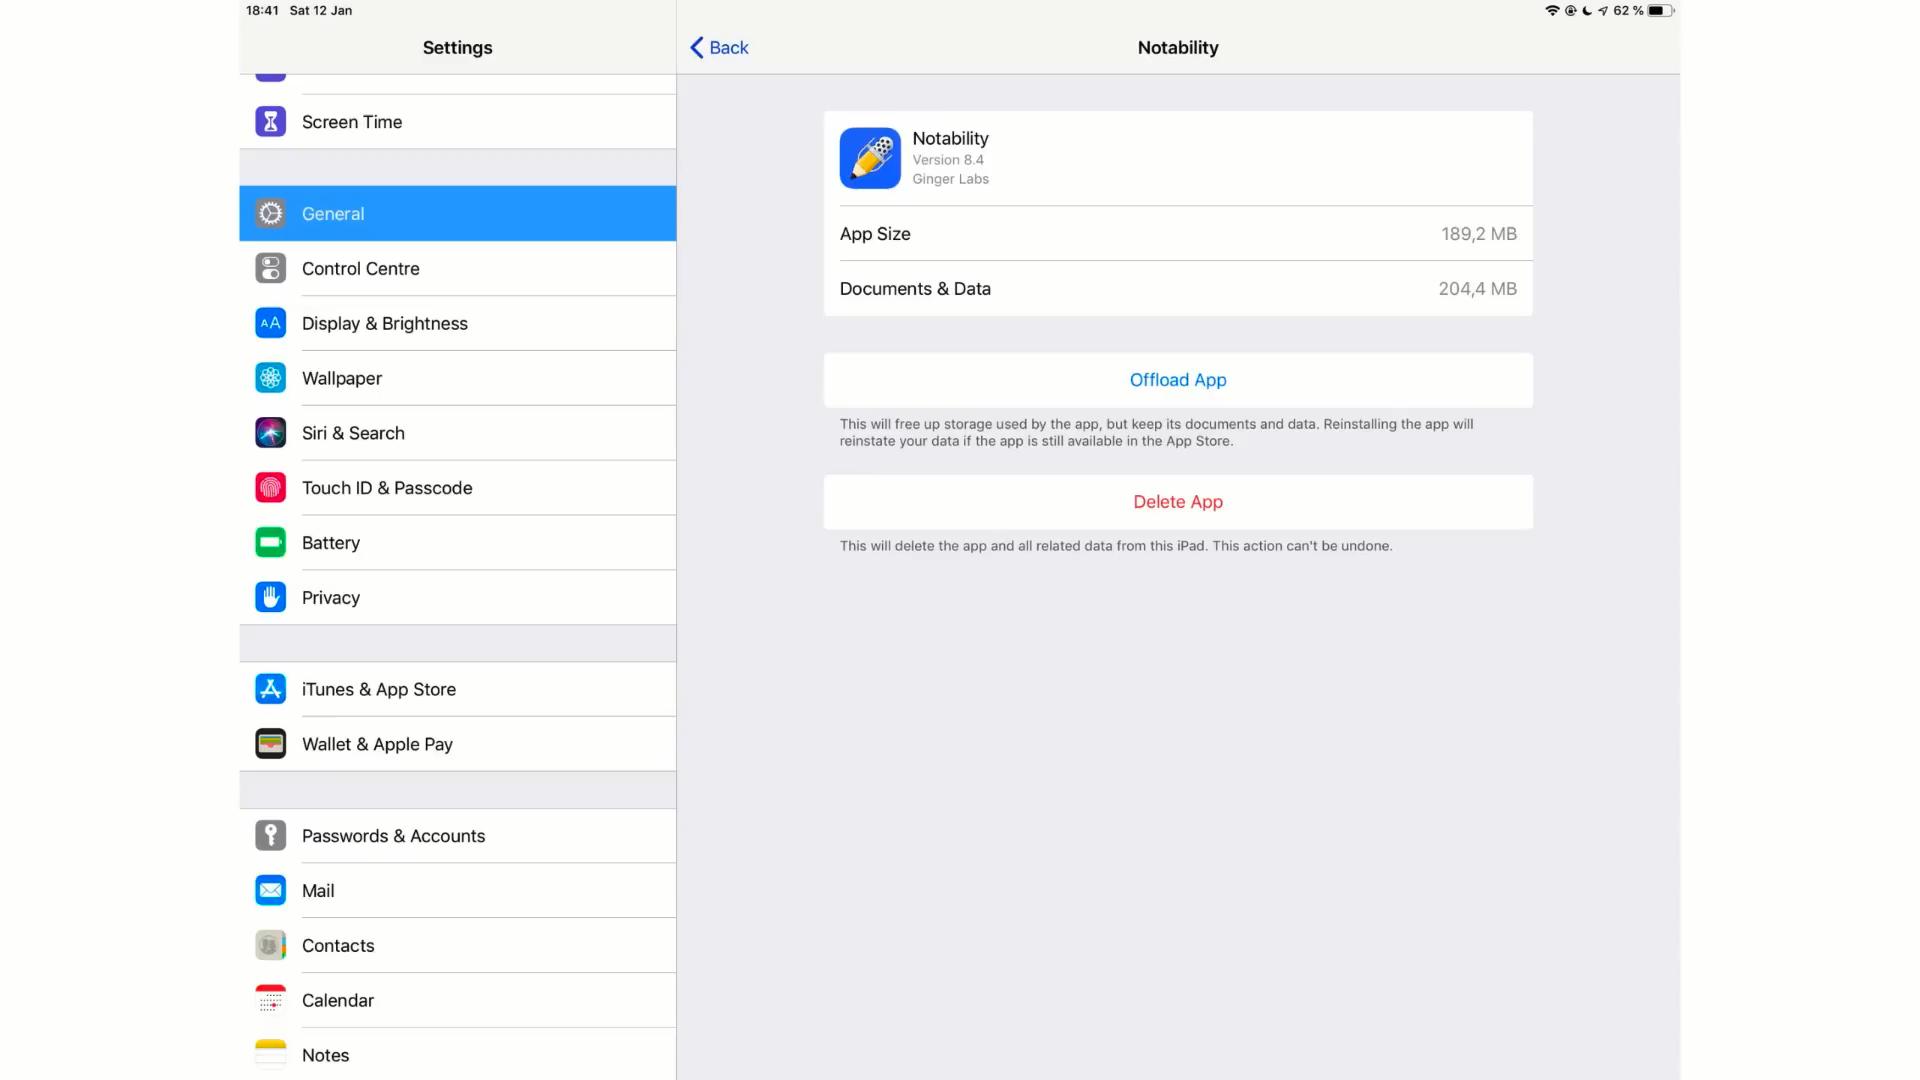 18:41 Sat 12 Jan
62 %
Settings
Back
Notability
Screen Time
General
Control Centre
AA Display & Brightness
Wallpaper
Siri & Search
Touch ID & Passcode
Battery
Privacy
iTunes & App Store
Wallet & Apple Pay
Passwords & Accounts
Mail
Contacts
Calendar
Notes
Notability
Version 8.4
Ginger Labs
App Size 189,2 MB
Documents & Data 204,4 MB
Offload App
This will free up storage used by the app, but keep its documents and data. Reinstalling the app will
reinstate your data if the app is still available in the App Store.
Delete App
This will delete the app and all related data from this iPad. This action can't be undone.